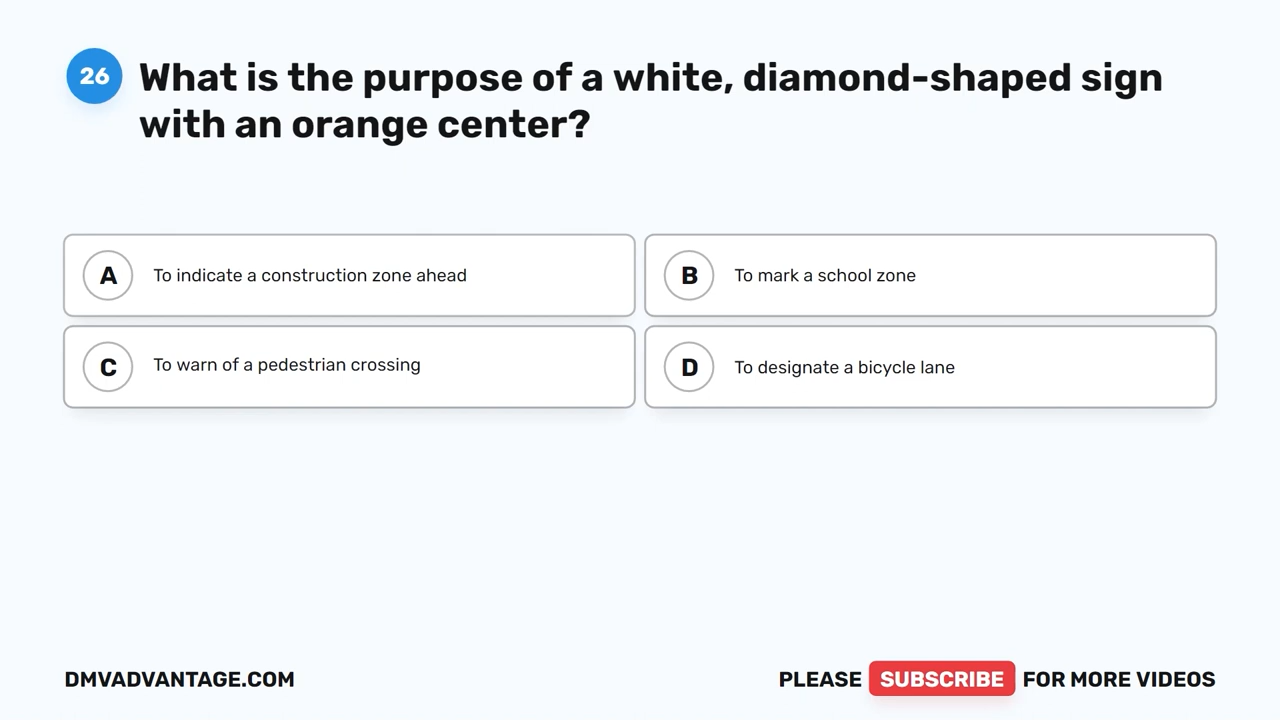 26
What is the purpose of a white, diamond-shaped sign
with an orange center?
A To indicate a construction zone ahead
B To mark a school zone
C To warn of a pedestrian crossing
D To designate a bicycle lane
DMVADVANTAGE.COM
PLEASE SUBSCRIBE FOR MORE VIDEOS